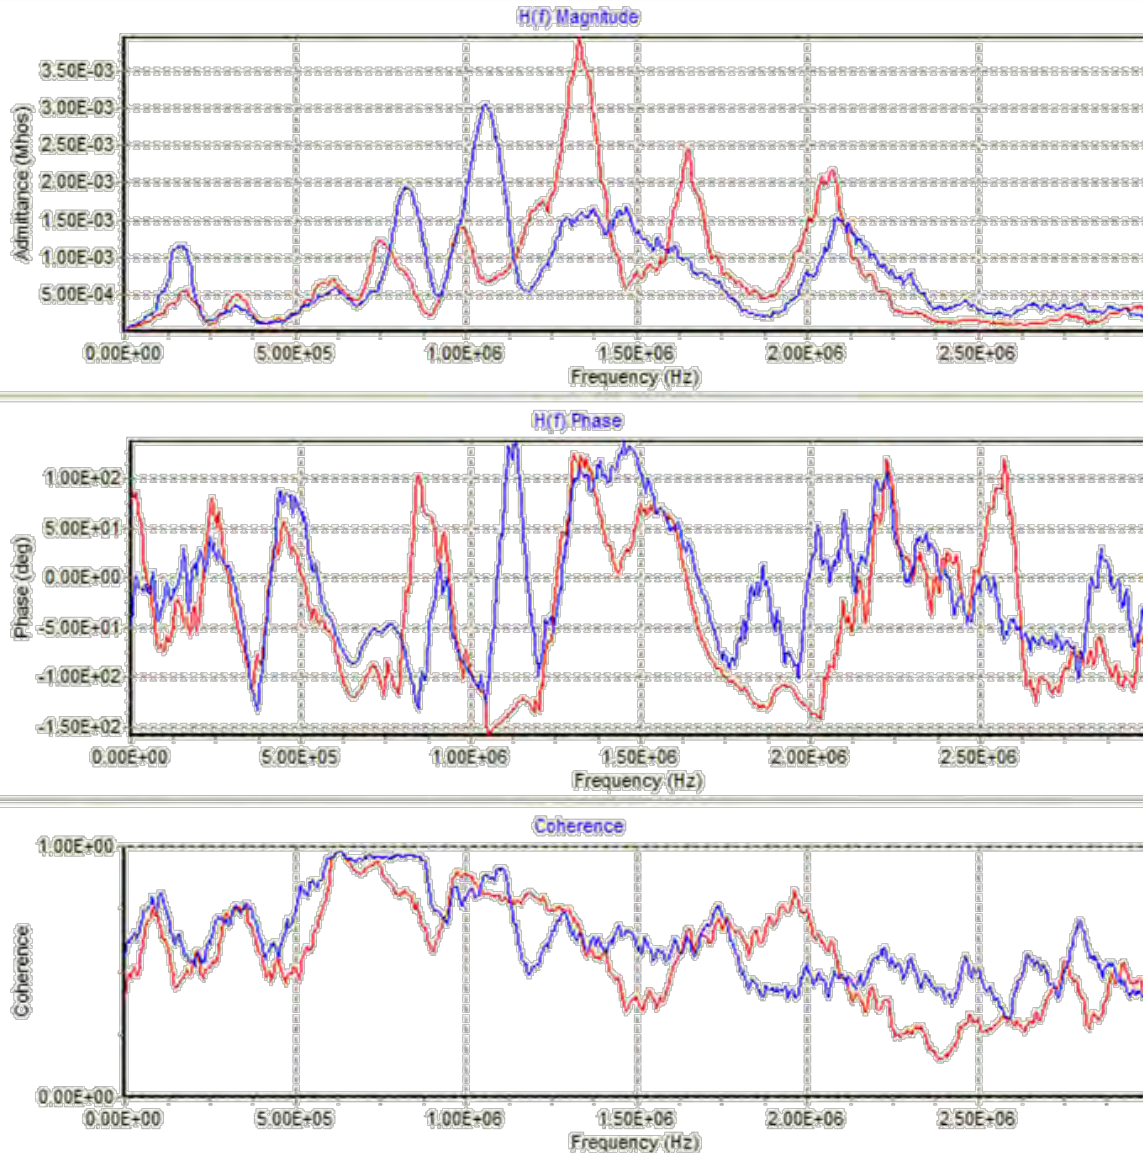 H(f) Magnitude
3.50E-03
3.00E-03
2.50E-03
2.00E-03
1.50E-03
1.00E-03
5.00E-04
Admittance (Mhos)
0.00E+00 5.00E+05 1.00E+06 1.50E+06 2.00E+06 2.50E+06
Frequency (Hz)
H(f) Phase
1.00E+02
5.00E+01
0.00E+00
-5.00E+01
-1.00E+02
-1.50E+02
Phase (deg)
0.00E+00 5.00E+05 1.00E+06 1.50E+06 2.00E+06 2.50E+06
Frequency (Hz)
Coherence
1.00E+00
Coherence
0.00E+00
0.00E+00 5.00E+05 1.00E+06 1.50E+06 2.00E+06 2.50E+06
Frequency (Hz)